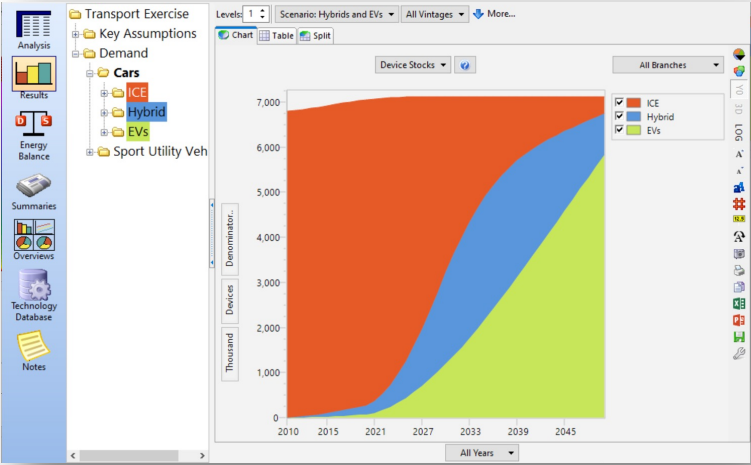 Analysis
Results
D S
Energy
Balance
Summaries
Overviews
Technology
Database
Notes
Transport Exercise
Key Assumptions
Demand
Cars
ICE
Hybrid
EVs
Sport Utility Veh
Levels: 1 Scenario: Hybrids and EVs All Vintages More...
Chart Table Split
Device Stocks All Branches
ICE
Hybrid
EVs
7,000
6,000
5,000
4,000
3,000
2,000
1,000
0
2010 2015 2021 2027 2033 2039 2045
Denominator..
Devices
Thousand
All Years
Y0
3D
LOG
A
A